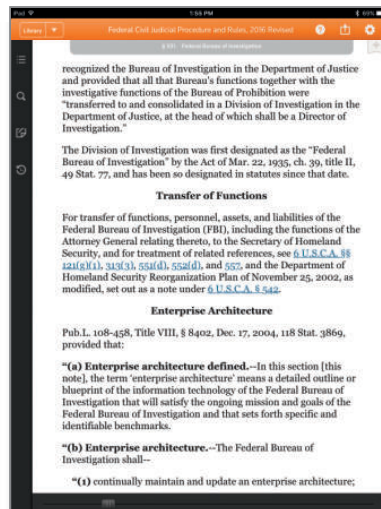 iPad
1:55 PM
Library
Federal Civil Judicial Procedure and Rules, 2016 Revised
§ 531. Federal Bureau of Investigation
recognized the Bureau of Investigation in the Department of Justice
and provided that all that Bureau's functions together with the
investigative functions of the Bureau of Prohibition were
“transferred to and consolidated in a Division of Investigation in the
Department of Justice, at the head of which shall be a Director of
Investigation.”
The Division of Investigation was first designated as the “Federal
Bureau of Investigation” by the Act of Mar. 22, 1935, ch. 39, title II,
49 Stat. 77, and has been so designated in statutes since that date.
Transfer of Functions
For transfer of functions, personnel, assets, and liabilities of the
Federal Bureau of Investigation (FBI), including the functions of the
Attorney General relating thereto, to the Secretary of Homeland
Security, and for treatment of related references, see 6 U.S.C.A. §§
121(g)(1), 313(3), 551(d), 552(d), and 557, and the Department of
Homeland Security Reorganization Plan of November 25, 2002, as
modified, set out as a note under 6 U.S.C.A. § 542.
Enterprise Architecture
Pub.L. 108-458, Title VIII, § 8402, Dec. 17, 2004, 118 Stat. 3869,
provided that:
“(a) Enterprise architecture defined.--In this section [this
note], the term ‘enterprise architecture’ means a detailed outline or
blueprint of the information technology of the Federal Bureau of
Investigation that will satisfy the ongoing mission and goals of the
Federal Bureau of Investigation and that sets forth specific and
identifiable benchmarks.
“(b) Enterprise architecture.--The Federal Bureau of
Investigation shall--
“(1) continually maintain and update an enterprise architecture;